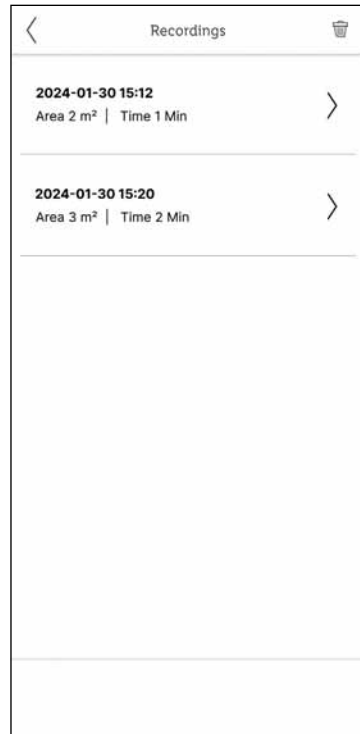 Recordings
2024-01-30 15:12
Area 2 m² | Time 1 Min
2024-01-30 15:20
Area 3 m² | Time 2 Min